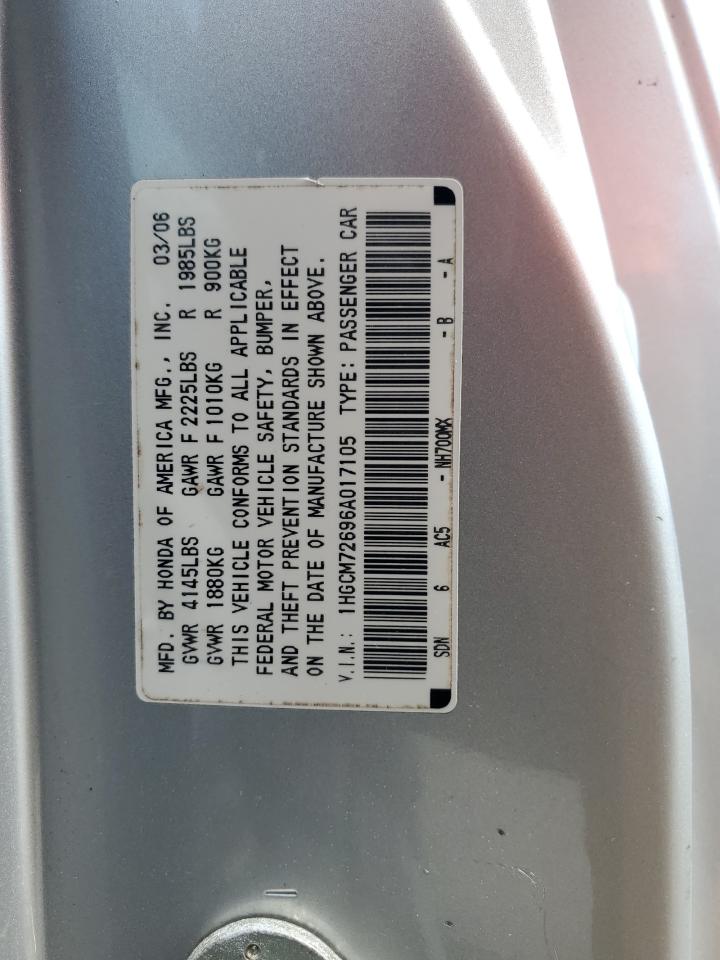 MFD. BY HONDA OF AMERICA MFG., INC. 03/06
GVWR 4145LBS GAWR F 2225LBS R 1985LBS
GVWR 1880KG GAWR F 1010KG R 900KG
THIS VEHICLE CONFORMS TO ALL APPLICABLE
FEDERAL MOTOR VEHICLE SAFETY, BUMPER,
AND THEFT PREVENTION STANDARDS IN EFFECT
ON THE DATE OF MANUFACTURE SHOWN ABOVE.
V.I.N.: 1HGCM72696A017105 TYPE: PASSENGER CAR
SDN 6 AC5 - NH700MX - B - A